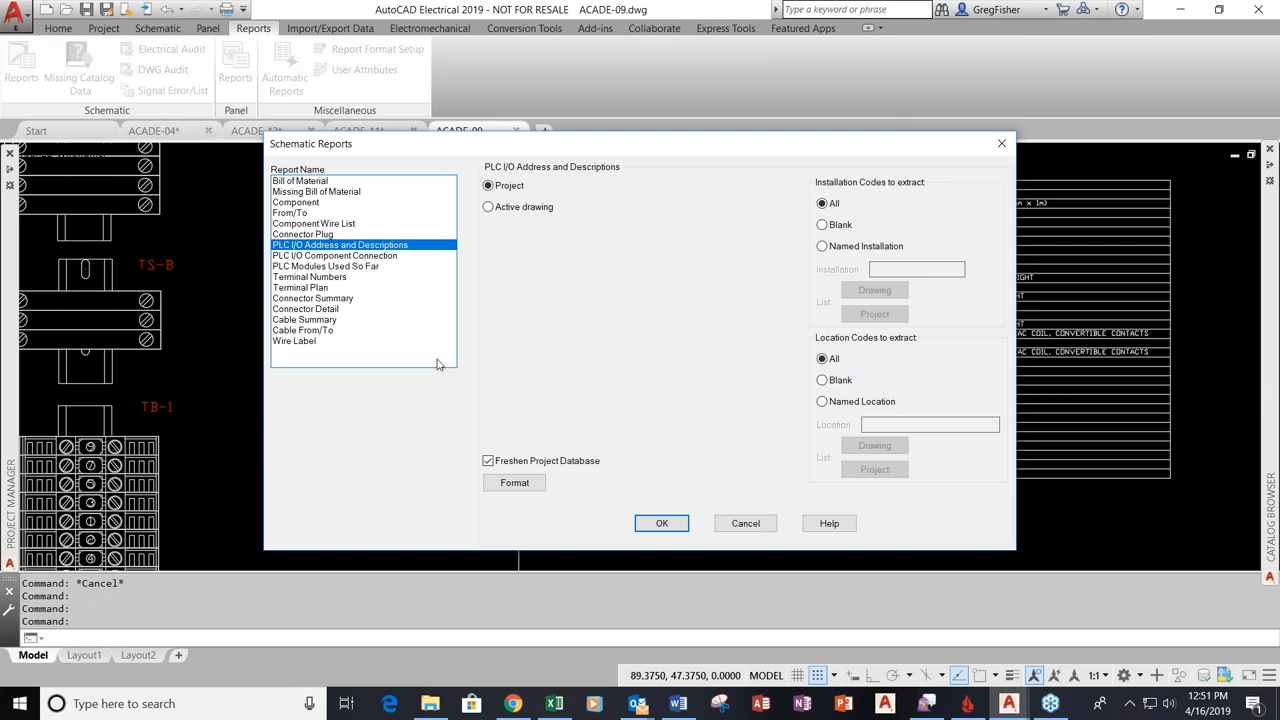 AutoCAD Electrical 2019 - NOT FOR RESALE ACADE-09.dwg
Type a keyword or phrase
GregFisher
Home Project Schematic Panel Reports Import/Export Data Electromechanical Conversion Tools Add-ins Collaborate Express Tools Featured Apps
Reports
Missing Catalog Data
Electrical Audit
DWG Audit
Signal Error/List
Reports
Automatic Reports
Report Format Setup
User Attributes
Schematic Panel Miscellaneous
Start ACADE-04* ACADE-12* ACADE-11* ACADE-09
Schematic Reports
Report Name
Bill of Material
Missing Bill of Material
Component
From/To
Component Wire List
Connector Plug
PLC I/O Address and Descriptions
PLC I/O Component Connection
PLC Modules Used So Far
Terminal Numbers
Terminal Plan
Connector Summary
Connector Detail
Cable Summary
Cable From/To
Wire Label
PLC I/O Address and Descriptions
Project
Active drawing
Freshen Project Database
Format
Installation Codes to extract:
All
Blank
Named Installation
Installation
List:
Drawing
Project
Location Codes to extract:
All
Blank
Named Location
Location
List:
Drawing
Project
OK Cancel Help
TS-B
TB-1
AC COIL, CONVERTIBLE CONTACTS
AC COIL, CONVERTIBLE CONTACTS
PROJECT MANAGER
CATALOG BROWSER
Command: *Cancel*
Command:
Command:
Command:
Model Layout1 Layout2
89.3750, 47.3750, 0.0000 MODEL
1:1
Type here to search
12:51 PM
4/16/2019